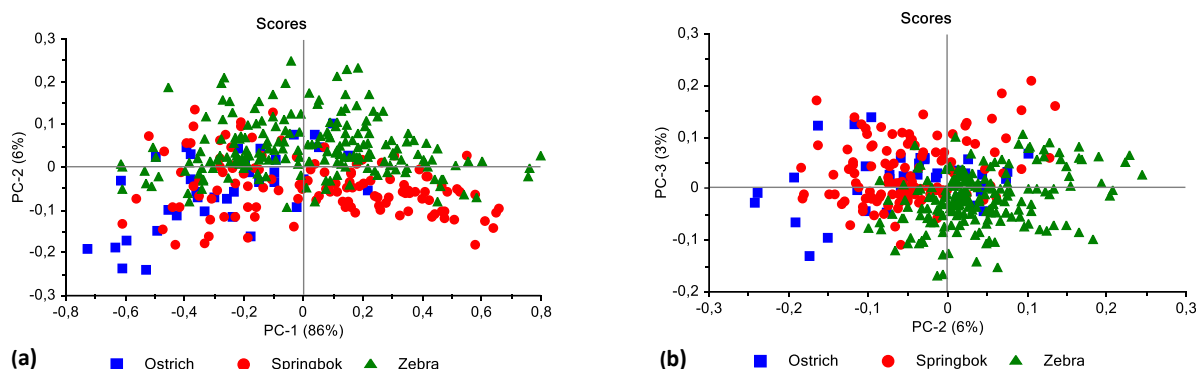 Scores
0,3
0,2
0,1
0
-0,1
-0,2
-0,3
PC-2 (6%)
-0,8 -0,6 -0,4 -0,2 0 0,2 0,4 0,6 0,8
PC-1 (86%)
(a) Ostrich Springbok Zebra
Scores
0,3
0,2
0,1
0
-0,1
-0,2
PC-3 (3%)
-0,3 -0,2 -0,1 0 0,1 0,2 0,3
PC-2 (6%)
(b) Ostrich Springbok Zebra